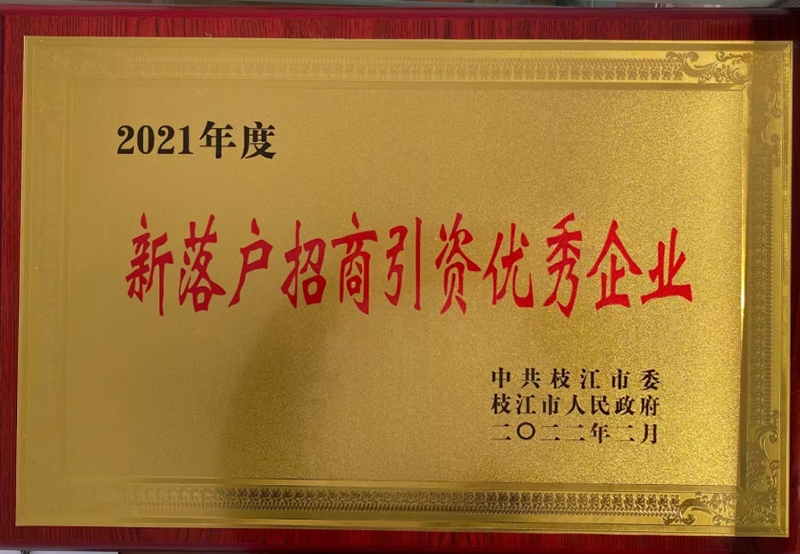 2021年度
新落户招商引资优秀企业
中共枝江市委
枝江市人民政府
二〇二二年二月